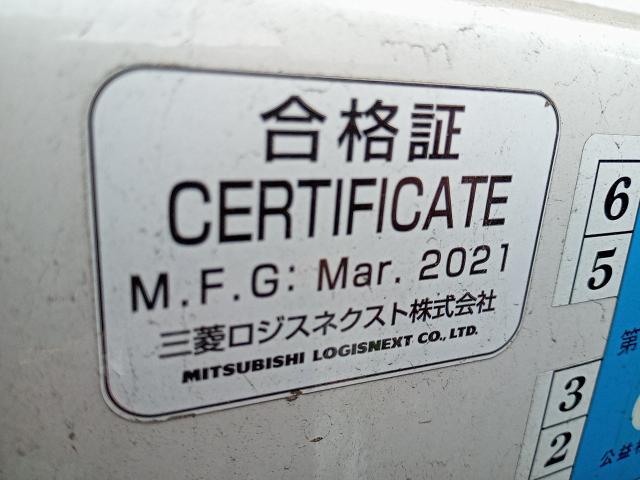 合格証
CERTIFICATE
M.F.G: Mar. 2021
三菱ロジスネクスト株式会社
MITSUBISHI LOGISNEXT CO., LTD.
6
5
第
3
2
公益社